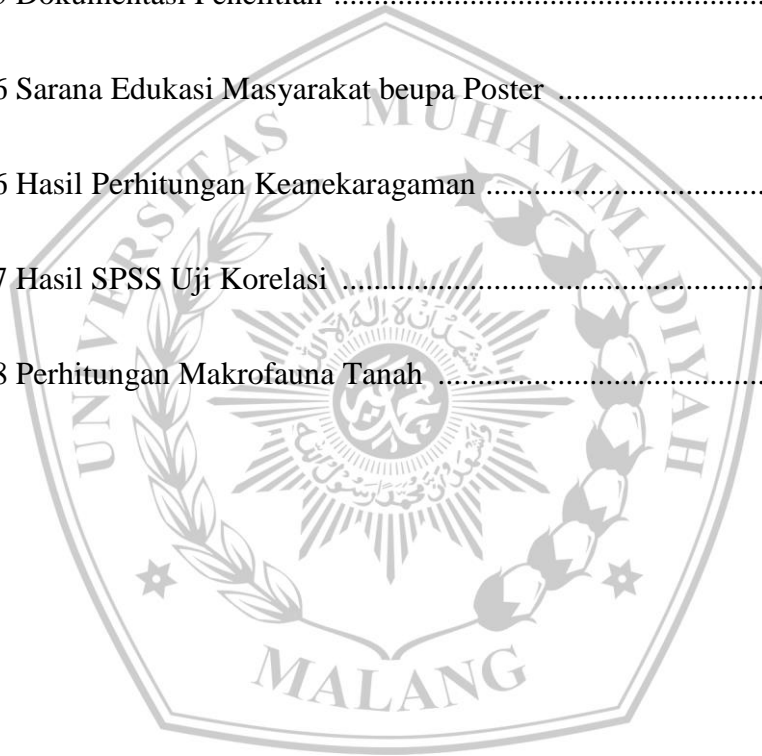 Dokumentasi Penelitian ........................................................
6 Sarana Edukasi Masyarakat beupa Poster ...........................
6 Hasil Perhitungan Keanekaragaman ....................................
7 Hasil SPSS Uji Korelasi ......................................................
8 Perhitungan Makrofauna Tanah ..........................................
UNIVERSITAS MUHAMMADIYAH
MALANG